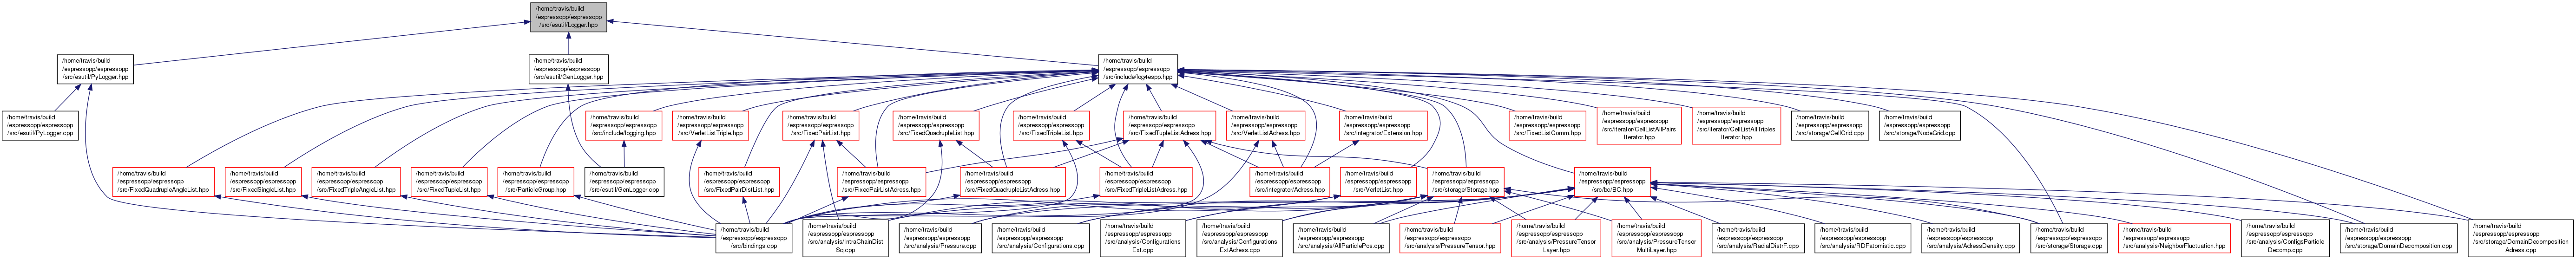 /home/travis/build
/espressopp/espressopp
/src/esutil/Logger.hpp
/home/travis/build
/espressopp/espressopp
/src/esutil/PyLogger.hpp
/home/travis/build
/espressopp/espressopp
/src/esutil/GenLogger.hpp
/home/travis/build
/espressopp/espressopp
/src/include/log4espp.hpp
/home/travis/build
/espressopp/espressopp
/src/esutil/PyLogger.cpp
/home/travis/build
/espressopp/espressopp
/src/include/logging.hpp
/home/travis/build
/espressopp/espressopp
/src/VerletListTriple.hpp
/home/travis/build
/espressopp/espressopp
/src/FixedPairList.hpp
/home/travis/build
/espressopp/espressopp
/src/FixedQuadrupleList.hpp
/home/travis/build
/espressopp/espressopp
/src/FixedTripleList.hpp
/home/travis/build
/espressopp/espressopp
/src/FixedTupleListAdress.hpp
/home/travis/build
/espressopp/espressopp
/src/VerletListAdress.hpp
/home/travis/build
/espressopp/espressopp
/src/integrator/Extension.hpp
/home/travis/build
/espressopp/espressopp
/src/FixedListComm.hpp
/home/travis/build
/espressopp/espressopp
/src/iterator/CellListAllPairs
Iterator.hpp
/home/travis/build
/espressopp/espressopp
/src/iterator/CellListAllTriples
Iterator.hpp
/home/travis/build
/espressopp/espressopp
/src/storage/CellGrid.cpp
/home/travis/build
/espressopp/espressopp
/src/storage/NodeGrid.cpp
/home/travis/build
/espressopp/espressopp
/src/FixedQuadrupleAngleList.hpp
/home/travis/build
/espressopp/espressopp
/src/FixedSingleList.hpp
/home/travis/build
/espressopp/espressopp
/src/FixedTripleAngleList.hpp
/home/travis/build
/espressopp/espressopp
/src/FixedTupleList.hpp
/home/travis/build
/espressopp/espressopp
/src/ParticleGroup.hpp
/home/travis/build
/espressopp/espressopp
/src/esutil/GenLogger.cpp
/home/travis/build
/espressopp/espressopp
/src/FixedPairDistList.hpp
/home/travis/build
/espressopp/espressopp
/src/FixedPairListAdress.hpp
/home/travis/build
/espressopp/espressopp
/src/FixedQuadrupleListAdress.hpp
/home/travis/build
/espressopp/espressopp
/src/FixedTripleListAdress.hpp
/home/travis/build
/espressopp/espressopp
/src/integrator/Adress.hpp
/home/travis/build
/espressopp/espressopp
/src/VerletList.hpp
/home/travis/build
/espressopp/espressopp
/src/storage/Storage.hpp
/home/travis/build
/espressopp/espressopp
/src/bc/BC.hpp
/home/travis/build
/espressopp/espressopp
/src/bindings.cpp
/home/travis/build
/espressopp/espressopp
/src/analysis/IntraChainDist
Sq.cpp
/home/travis/build
/espressopp/espressopp
/src/analysis/Pressure.cpp
/home/travis/build
/espressopp/espressopp
/src/analysis/Configurations.cpp
/home/travis/build
/espressopp/espressopp
/src/analysis/Configurations
Ext.cpp
/home/travis/build
/espressopp/espressopp
/src/analysis/Configurations
ExtAdress.cpp
/home/travis/build
/espressopp/espressopp
/src/analysis/AllParticlePos.cpp
/home/travis/build
/espressopp/espressopp
/src/analysis/PressureTensor.hpp
/home/travis/build
/espressopp/espressopp
/src/analysis/PressureTensor
Layer.hpp
/home/travis/build
/espressopp/espressopp
/src/analysis/PressureTensor
MultiLayer.hpp
/home/travis/build
/espressopp/espressopp
/src/analysis/RadialDistrF.cpp
/home/travis/build
/espressopp/espressopp
/src/analysis/RDFatomistic.cpp
/home/travis/build
/espressopp/espressopp
/src/analysis/AdressDensity.cpp
/home/travis/build
/espressopp/espressopp
/src/storage/Storage.cpp
/home/travis/build
/espressopp/espressopp
/src/analysis/NeighborFluctuation.hpp
/home/travis/build
/espressopp/espressopp
/src/analysis/ConfigsParticle
Decomp.cpp
/home/travis/build
/espressopp/espressopp
/src/storage/DomainDecomposition.cpp
/home/travis/build
/espressopp/espressopp
/src/storage/DomainDecomposition
Adress.cpp